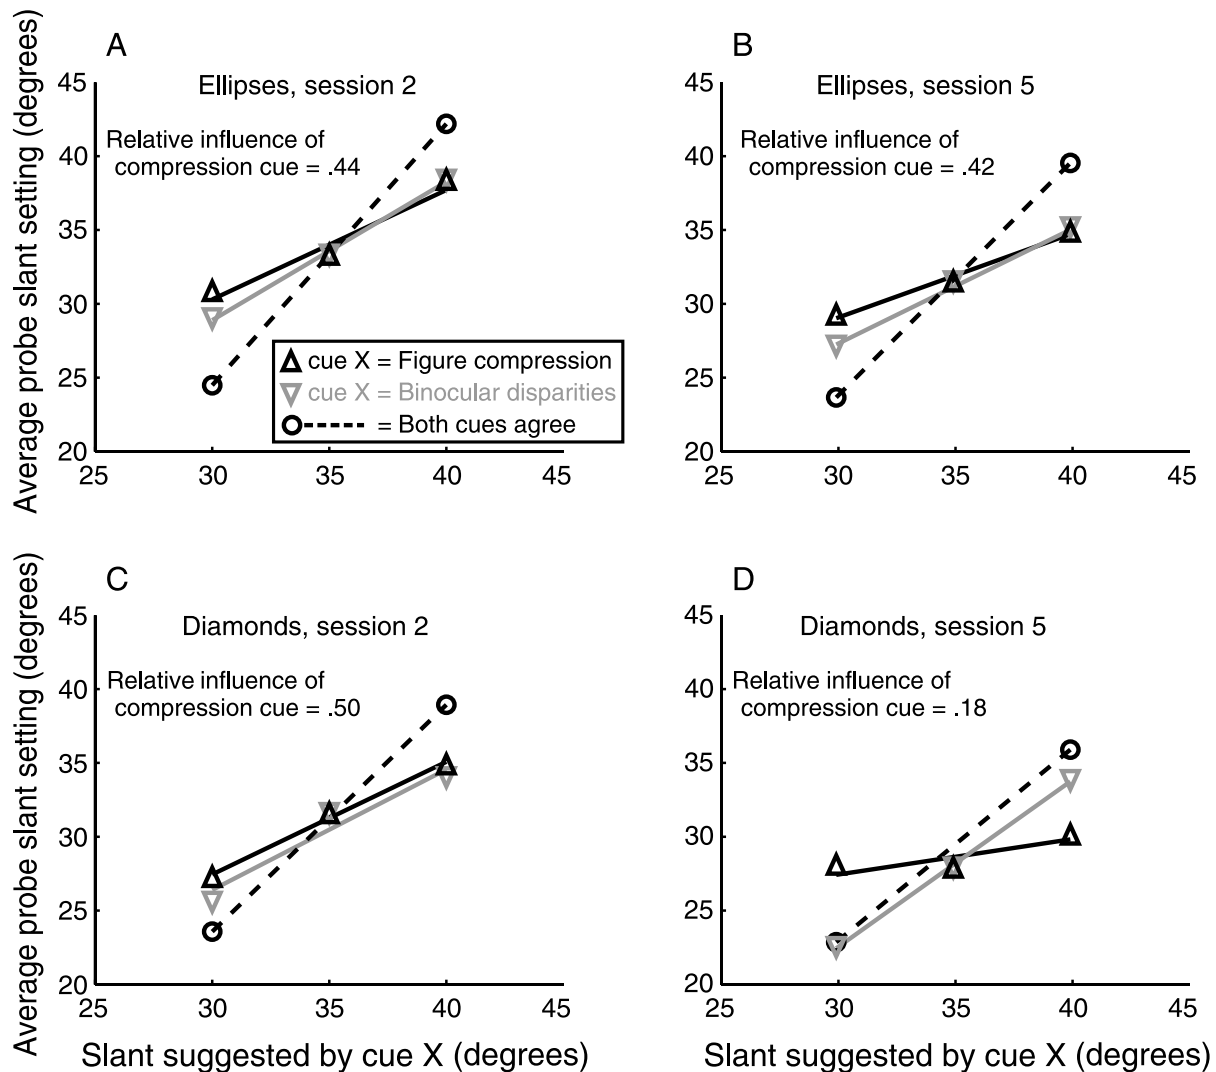 A
Ellipses, session 2
Relative influence of
compression cue = .44
Average probe slant setting (degrees)
45
40
35
30
25
20
25
30
35
40
45
cue X = Figure compression
cue X = Binocular disparities
= Both cues agree
B
Ellipses, session 5
Relative influence of
compression cue = .42
45
40
35
30
25
20
25
30
35
40
45
C
Diamonds, session 2
Relative influence of
compression cue = .50
Average probe slant setting (degrees)
45
40
35
30
25
20
25
30
35
40
45
Slant suggested by cue X (degrees)
D
Diamonds, session 5
Relative influence of
compression cue = .18
45
40
35
30
25
20
25
30
35
40
45
Slant suggested by cue X (degrees)